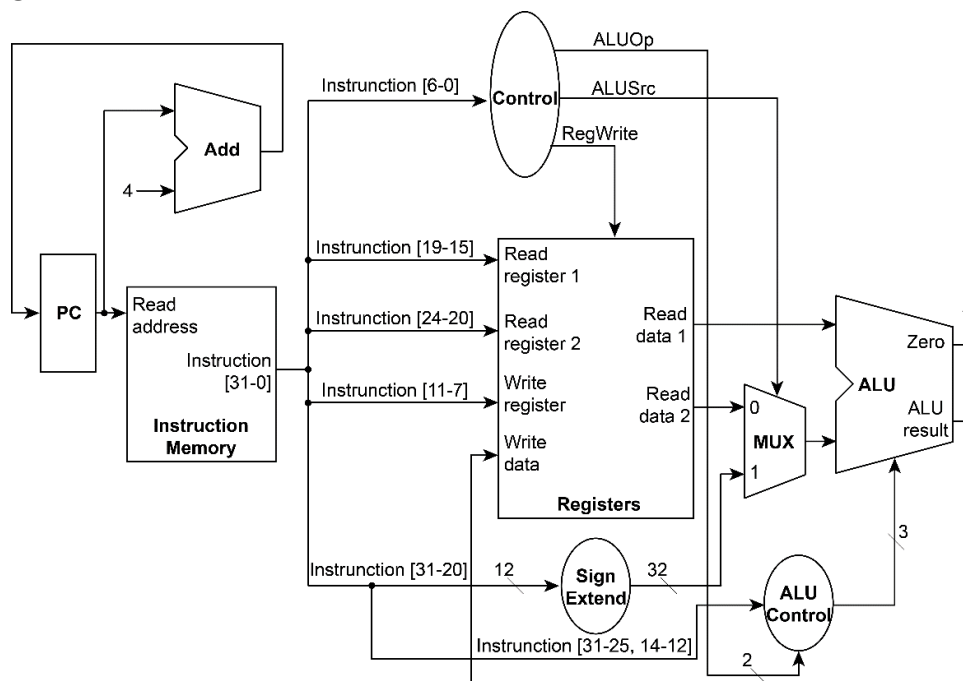 ALUOp
Instrunction [6-0]
Control
ALUSrc
RegWrite
Add
4
PC
Read
address
Instruction
[31-0]
Instruction
Memory
Instrunction [19-15]
Instrunction [24-20]
Instrunction [11-7]
Read
register 1
Read
register 2
Write
register
Write
data
Read
data 1
Read
data 2
Registers
0
MUX
1
Zero
ALU
ALU
result
3
Instrunction [31-20]
12
Sign
Extend
32
ALU
Control
Instrunction [31-25, 14-12]
2